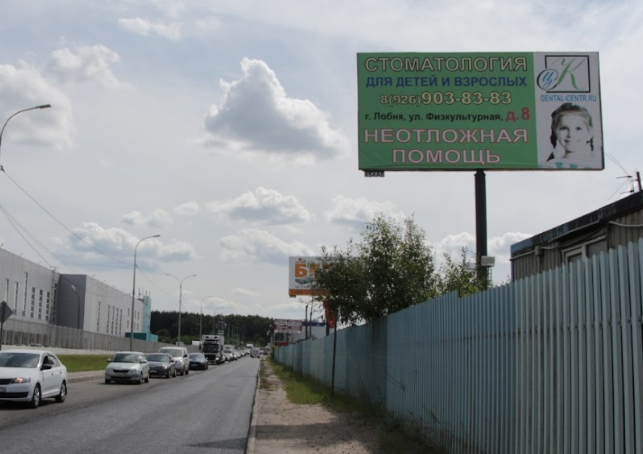 СТОМАТОЛОГИЯ
ДЛЯ ДЕТЕЙ И ВЗРОСЛЫХ
8(926)903-83-83
г. Лобня, ул. Физкультурная, д. 8
НЕОТЛОЖНАЯ
ПОМОЩЬ
DENTAL-CENTR.RU